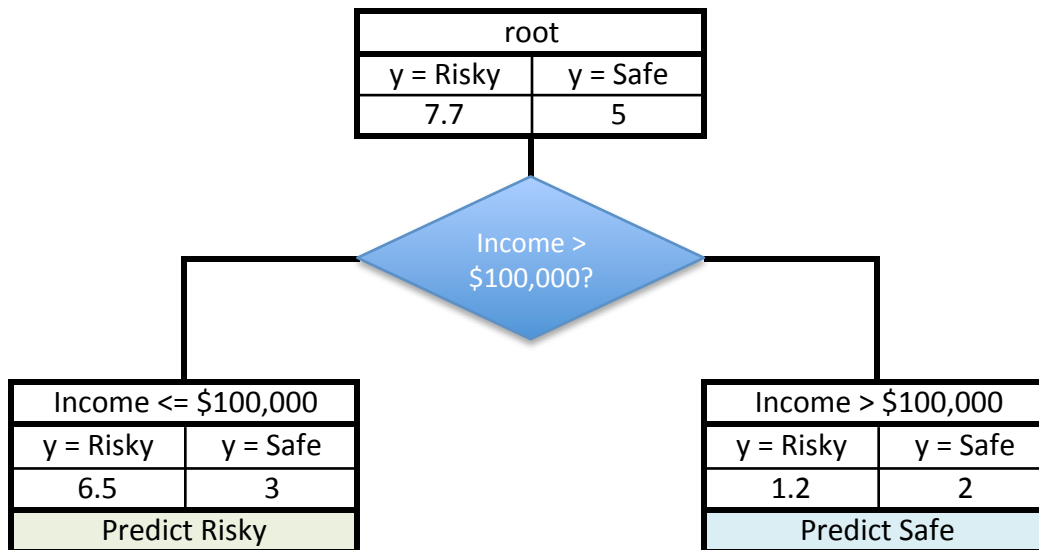 root
y = Risky y = Safe
7.7 5
Income >
$100,000?
Income <= $100,000
y = Risky y = Safe
6.5 3
Predict Risky
Income > $100,000
y = Risky y = Safe
1.2 2
Predict Safe